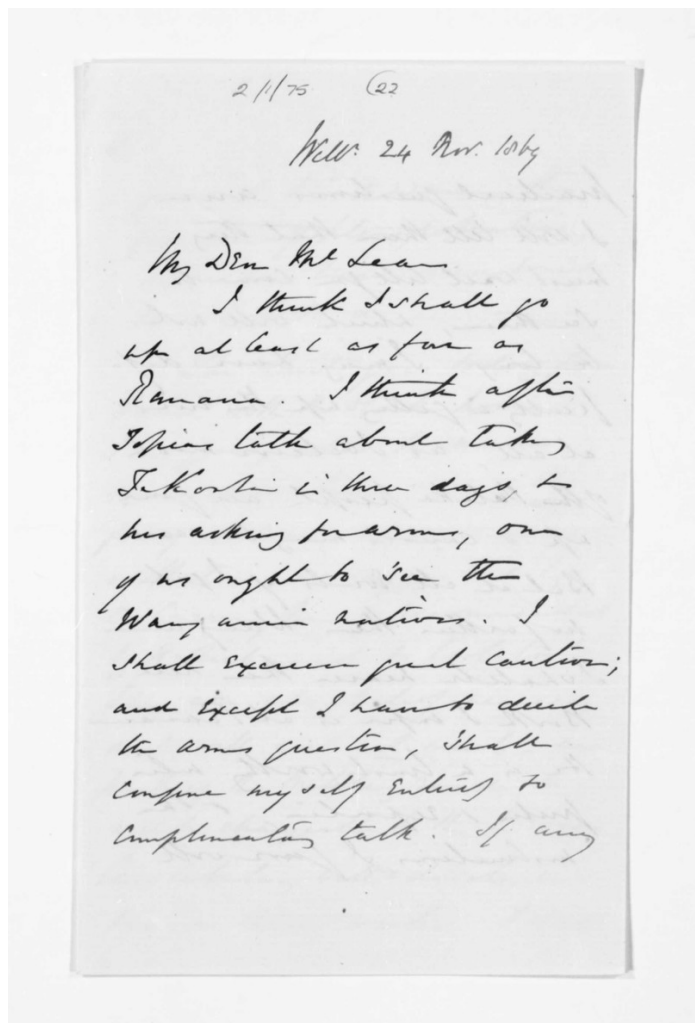 2/1/75 (22
Well<sup>n</sup>. 24 Nov. 1869
My Dear McLean
I think I shall go
up at least as far as
Ranana. I think after
Topia's talk about taking
Te Kooti in three days, &
his asking for arms, one
of us ought to see the
Wanganui natives. I
shall exercise great caution;
and except I have to decide
the arms question, shall
confine myself entirely to
complimentary talk. If any